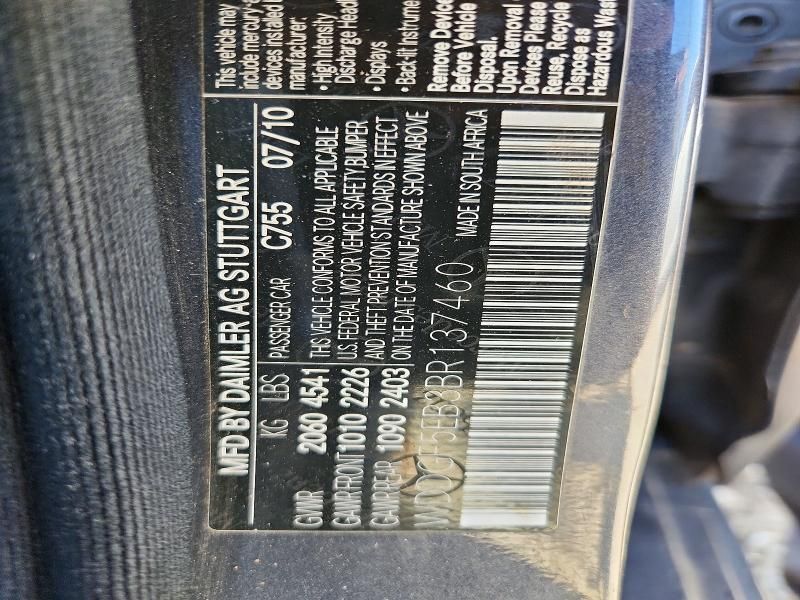 MFD BY DAIMLER AG STUTTGART
KG LBS PASSENGER CAR C755 07/10
GVWR 2060 4541 THIS VEHICLE CONFORMS TO ALL APPLICABLE
GAWR FRONT 1010 2226 U.S. FEDERAL MOTOR VEHICLE SAFETY, BUMPER
AND THEFT PREVENTION STANDARDS IN EFFECT
GAWR REAR 1090 2403 ON THE DATE OF MANUFACTURE SHOWN ABOVE
WDDGF5EB3BR137460 MADE IN SOUTH AFRICA
This vehicle may
include mercury
devices installed
manufacturer:
• High Intensity
Discharge Head
• Displays
• Back-lit instrume
Remove Device
Before Vehicle
Disposal.
Upon Removal
Devices Please
Reuse, Recycle
Dispose as
Hazardous Wast